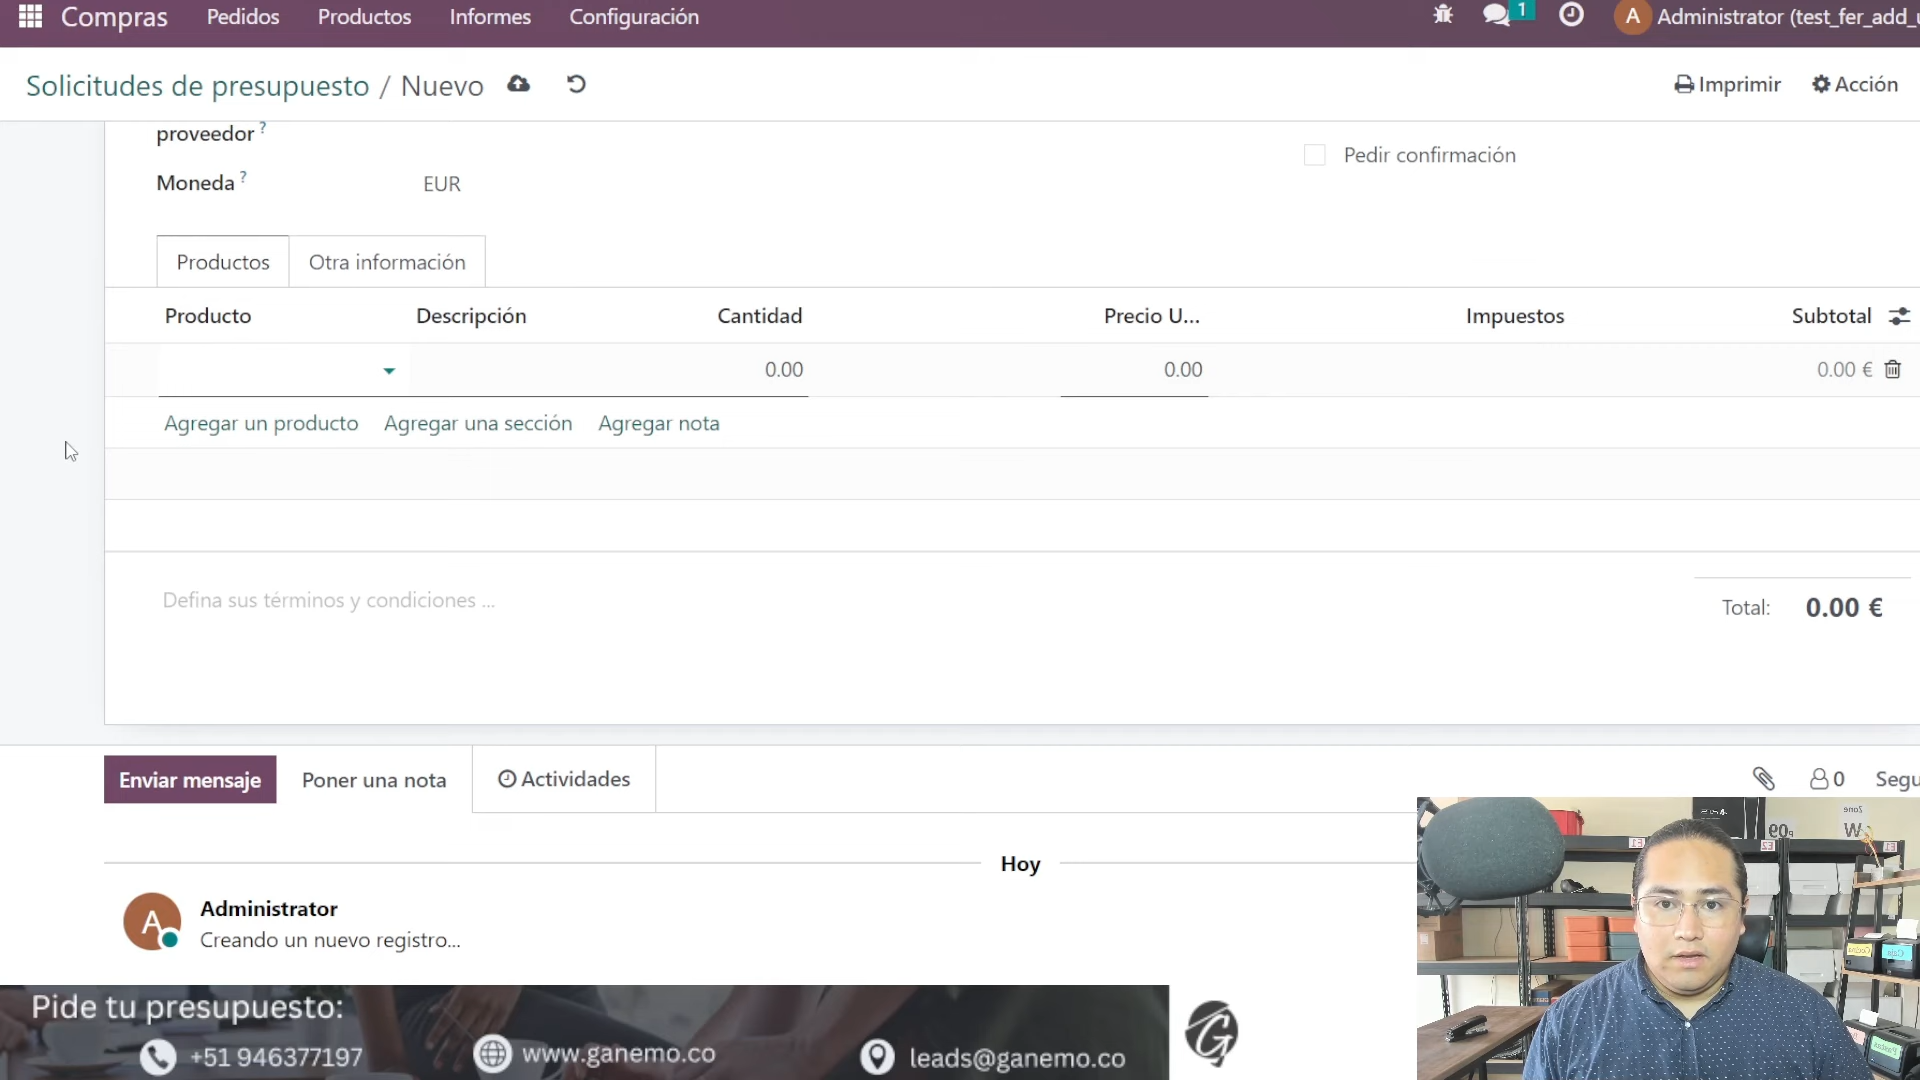 Compras Pedidos Productos Informes Configuración 1 A Administrator (test_fer_add_u
Solicitudes de presupuesto / Nuevo Imprimir Acción
proveedor ?
Pedir confirmación
Moneda ? EUR
Productos Otra información
Producto Descripción Cantidad Precio U... Impuestos Subtotal
0.00 0.00 0.00 €
Agregar un producto Agregar una sección Agregar nota
Defina sus términos y condiciones ...
Total: 0.00 €
Enviar mensaje Poner una nota Actividades 0 Segu
Hoy
A Administrator
Creando un nuevo registro...
Pide tu presupuesto:
+51 946377197 www.ganemo.co leads@ganemo.co
G